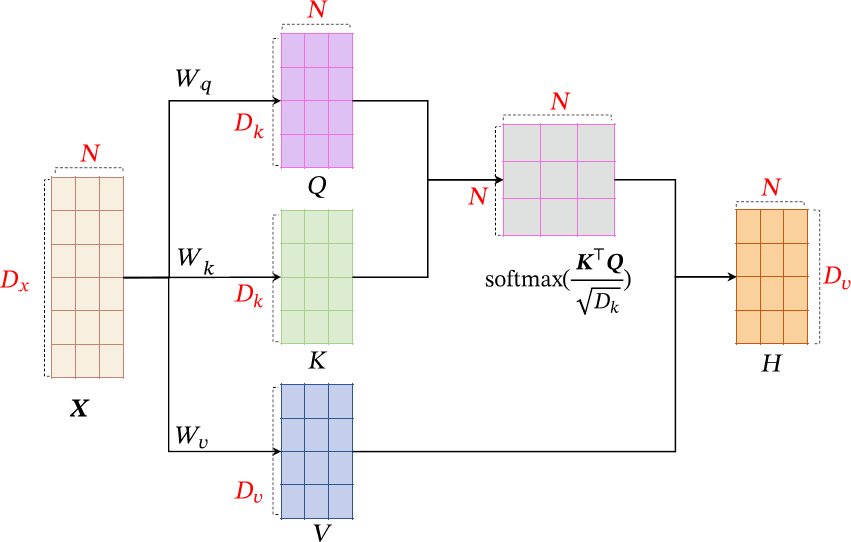 N
W_q
D_k
Q
N
N
softmax(K^⊤Q/√D_k)
N
D_x
X
W_k
D_k
K
N
D_v
H
W_v
D_v
V